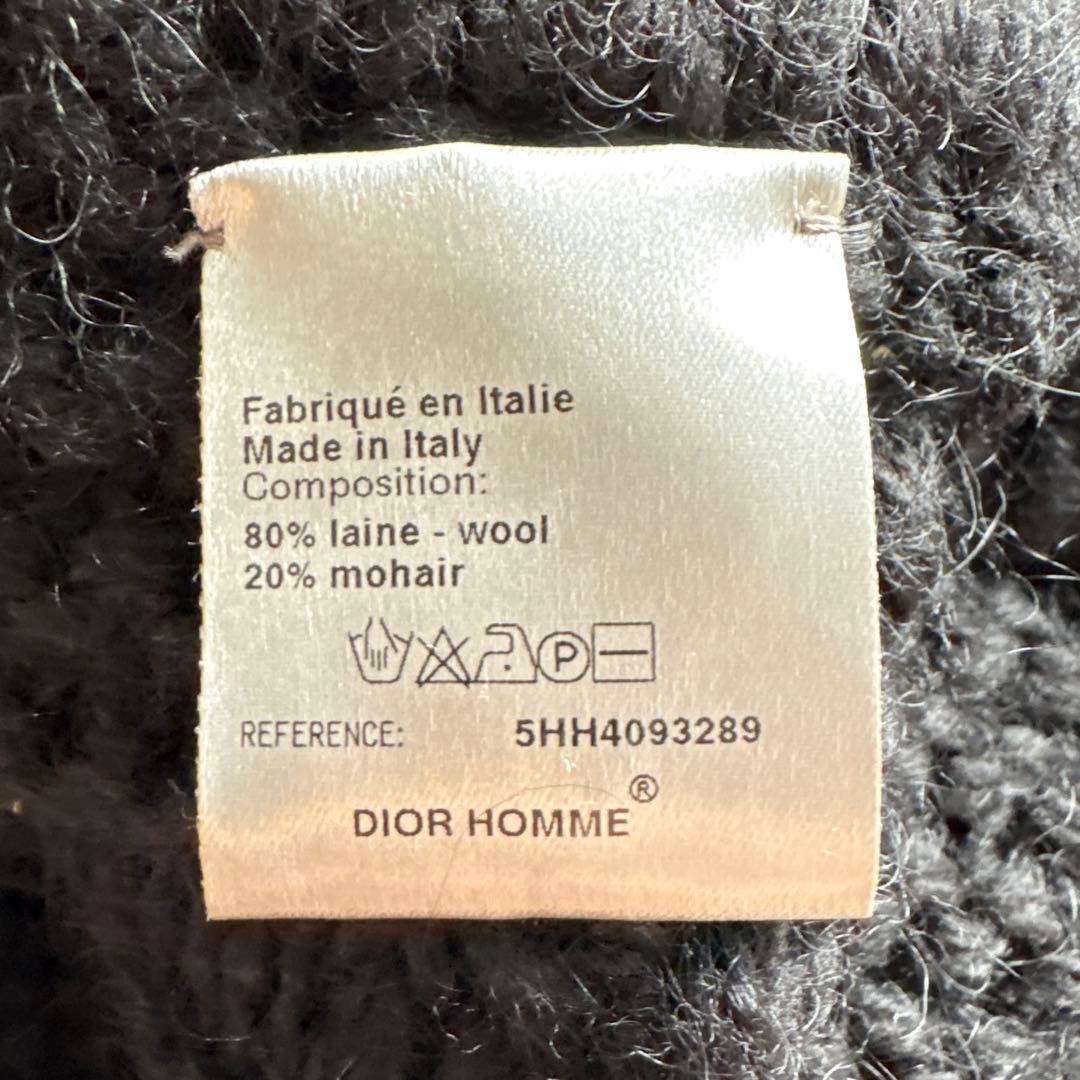 Fabriqué en Italie
Made in Italy
Composition:
80% laine - wool
20% mohair
P
REFERENCE: 5HH4093289
DIOR HOMME®